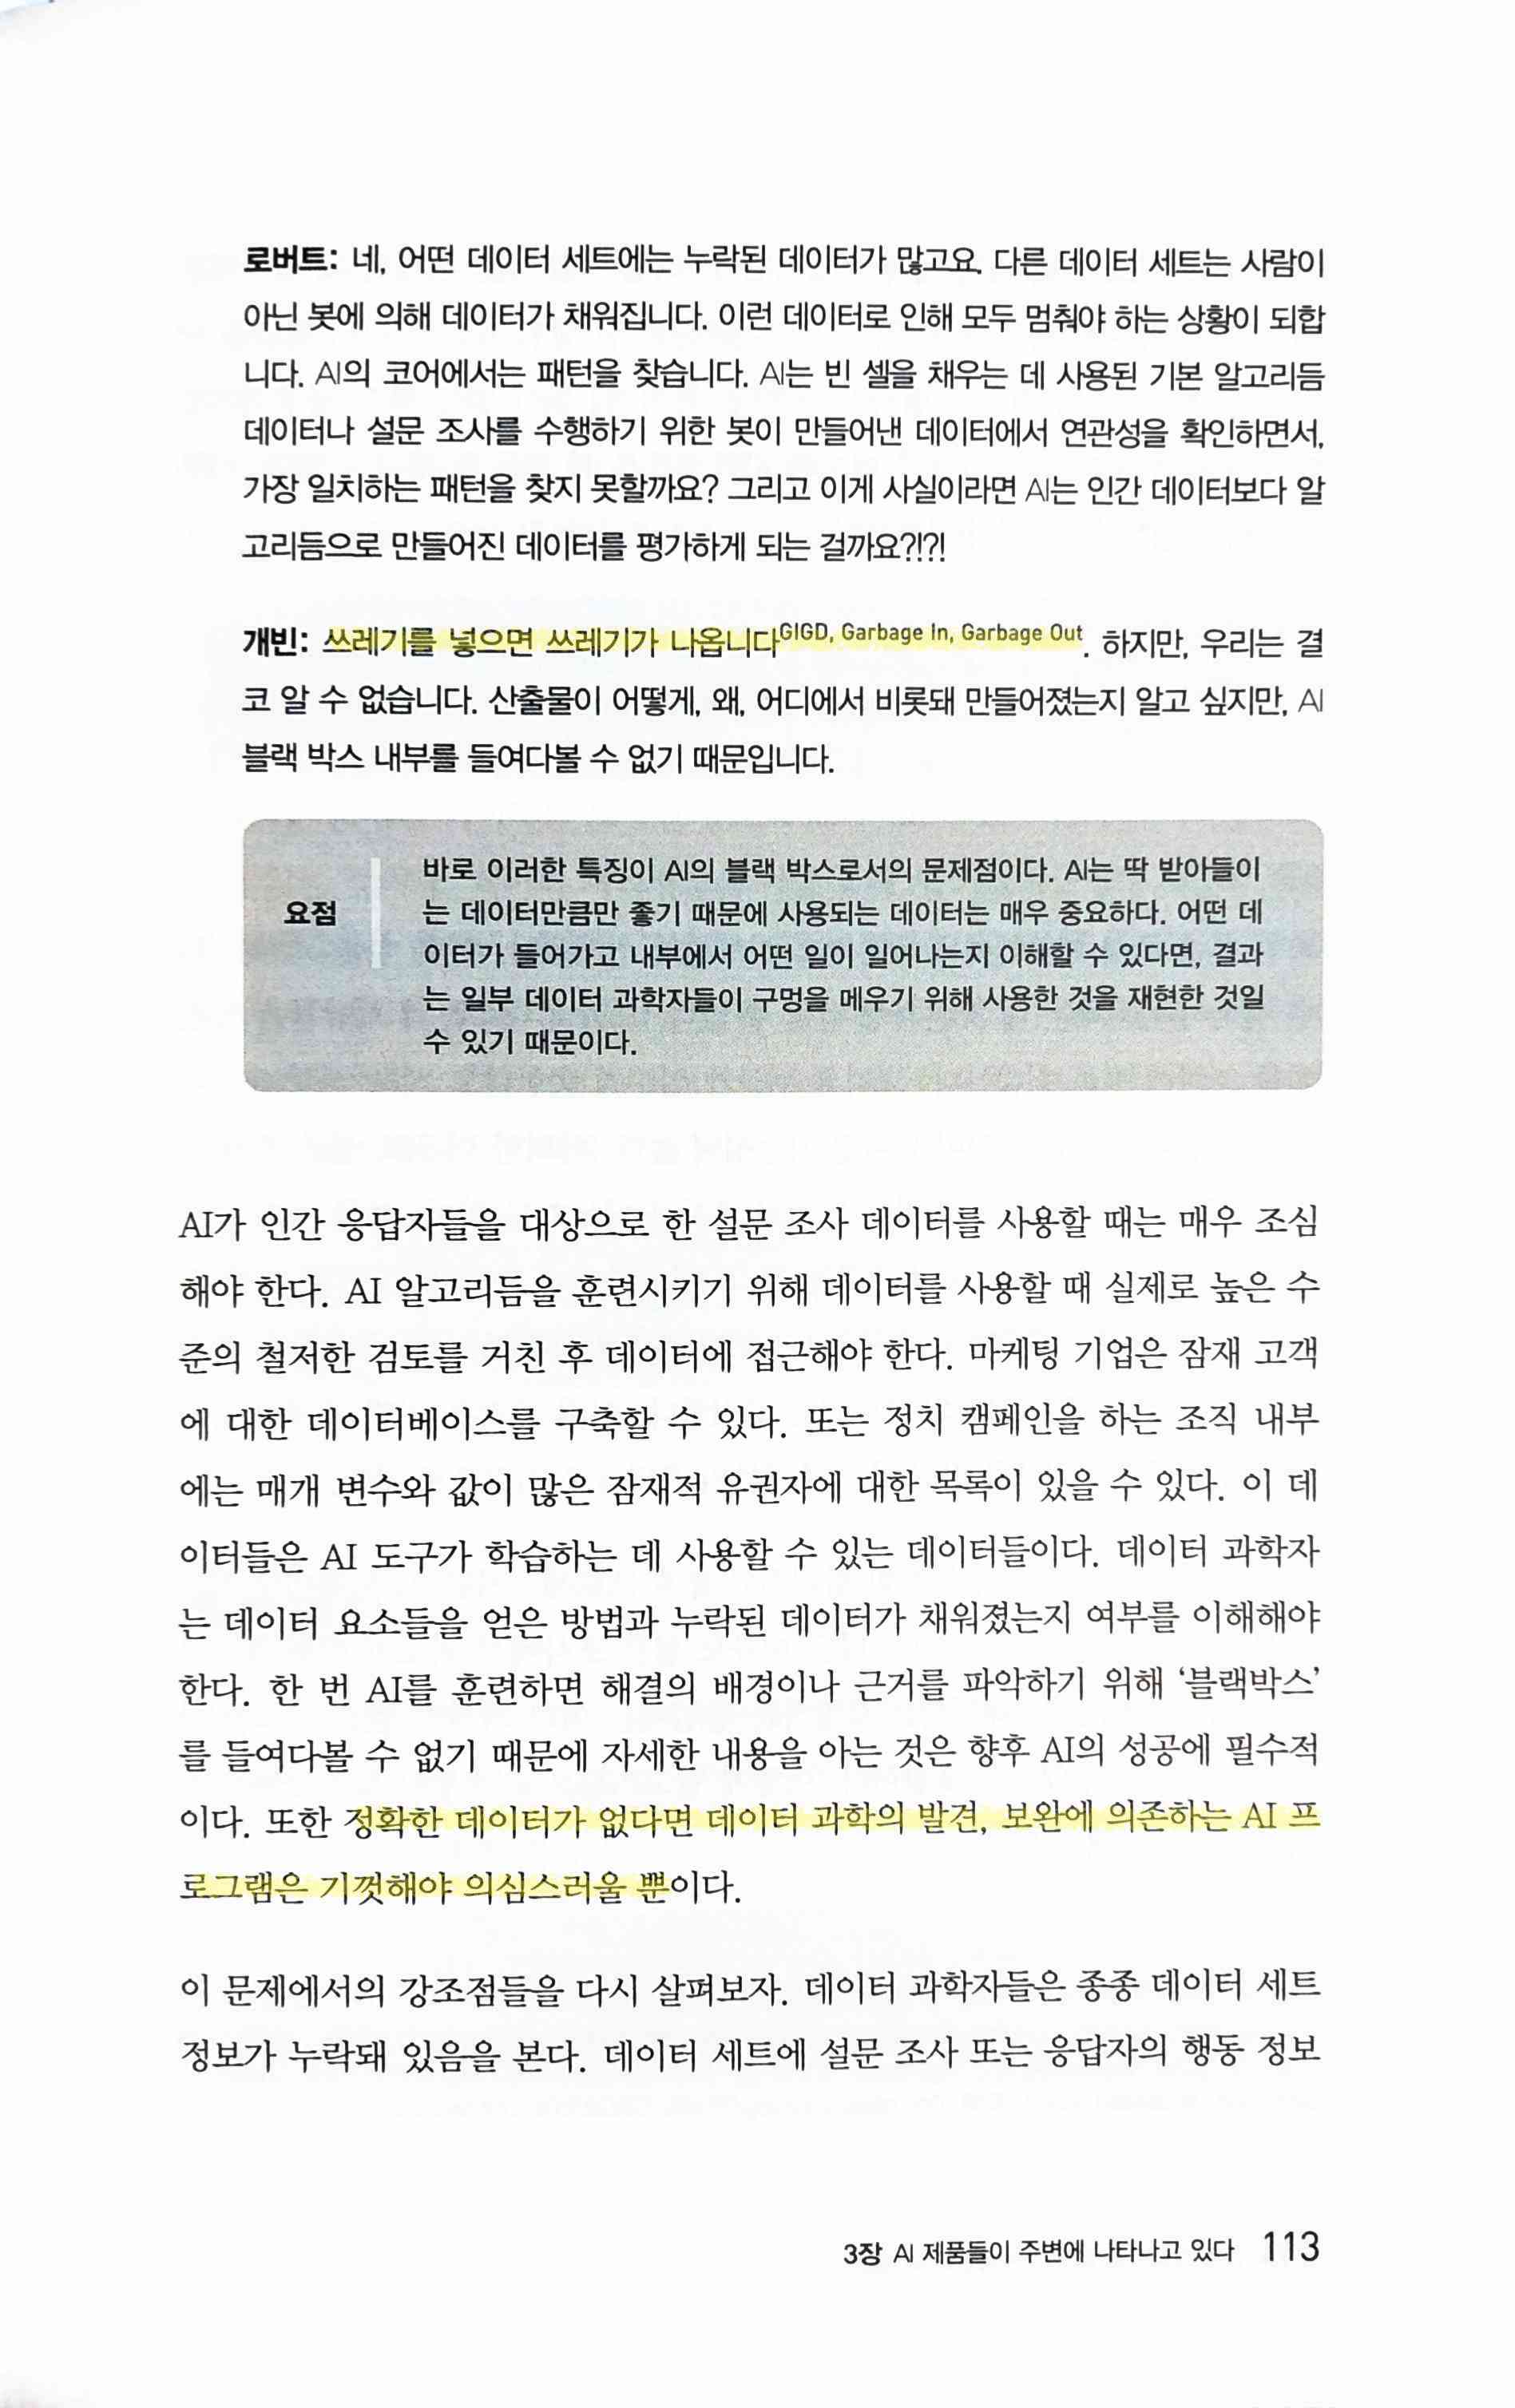 로버트: 네, 어떤 데이터 세트에는 누락된 데이터가 많고요. 다른 데이터 세트는 사람이
아닌 봇에 의해 데이터가 채워집니다. 이런 데이터로 인해 모두 멈춰야 하는 상황이 되합
니다. AI의 코어에서는 패턴을 찾습니다. AI는 빈 셀을 채우는 데 사용된 기본 알고리듬
데이터나 설문 조사를 수행하기 위한 봇이 만들어낸 데이터에서 연관성을 확인하면서,
가장 일치하는 패턴을 찾지 못할까요? 그리고 이게 사실이라면 AI는 인간 데이터보다 알
고리듬으로 만들어진 데이터를 평가하게 되는 걸까요?!?!
개빈: 쓰레기를 넣으면 쓰레기가 나옵니다GIGD, Garbage In, Garbage Out. 하지만, 우리는 결
코 알 수 없습니다. 산출물이 어떻게, 왜, 어디에서 비롯돼 만들어졌는지 알고 싶지만, AI
블랙 박스 내부를 들여다볼 수 없기 때문입니다.
요점
바로 이러한 특징이 AI의 블랙 박스로서의 문제점이다. AI는 딱 받아들이
는 데이터만큼만 좋기 때문에 사용되는 데이터는 매우 중요하다. 어떤 데
이터가 들어가고 내부에서 어떤 일이 일어나는지 이해할 수 있다면, 결과
는 일부 데이터 과학자들이 구멍을 메우기 위해 사용한 것을 재현한 것일
수 있기 때문이다.
AI가 인간 응답자들을 대상으로 한 설문 조사 데이터를 사용할 때는 매우 조심
해야 한다. AI 알고리듬을 훈련시키기 위해 데이터를 사용할 때 실제로 높은 수
준의 철저한 검토를 거친 후 데이터에 접근해야 한다. 마케팅 기업은 잠재 고객
에 대한 데이터베이스를 구축할 수 있다. 또는 정치 캠페인을 하는 조직 내부
에는 매개 변수와 값이 많은 잠재적 유권자에 대한 목록이 있을 수 있다. 이 데
이터들은 AI 도구가 학습하는 데 사용할 수 있는 데이터들이다. 데이터 과학자
는 데이터 요소들을 얻은 방법과 누락된 데이터가 채워졌는지 여부를 이해해야
한다. 한 번 AI를 훈련하면 해결의 배경이나 근거를 파악하기 위해 ‘블랙박스’
를 들여다볼 수 없기 때문에 자세한 내용을 아는 것은 향후 AI의 성공에 필수적
이다. 또한 정확한 데이터가 없다면 데이터 과학의 발견, 보완에 의존하는 AI 프
로그램은 기껏해야 의심스러울 뿐이다.
이 문제에서의 강조점들을 다시 살펴보자. 데이터 과학자들은 종종 데이터 세트
정보가 누락돼 있음을 본다. 데이터 세트에 설문 조사 또는 응답자의 행동 정보
3장 AI 제품들이 주변에 나타나고 있다 113